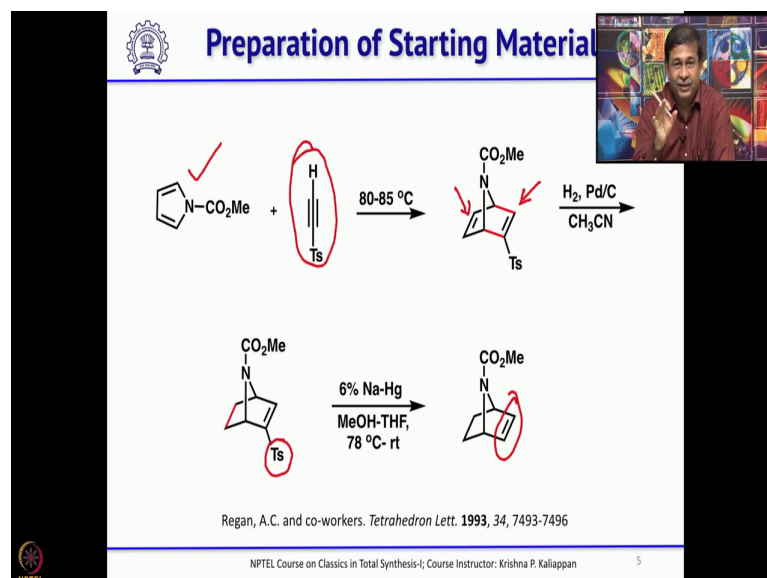 Preparation of Starting Material
N-CO₂Me
+
H
Ts
80-85 ºC
CO₂Me
N
Ts
H₂, Pd/C
CH₃CN
CO₂Me
N
Ts
6% Na-Hg
MeOH-THF,
78 ºC- rt
CO₂Me
N
Regan, A.C. and co-workers. Tetrahedron Lett. 1993, 34, 7493-7496
NPTEL Course on Classics in Total Synthesis-I; Course Instructor: Krishna P. Kaliappan
5